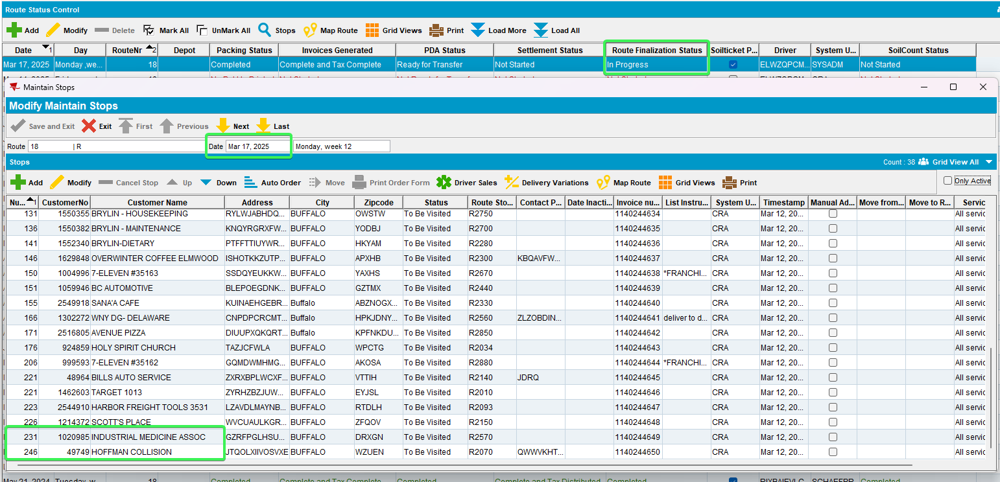 Route Status Control
Add Modify Delete Mark All UnMark All Stops Map Route Grid Views Print Load More Load All
Date 1 Day RouteNr 2 Depot Packing Status Invoices Generated PDA Status Settlement Status Route Finalization Status Soilticket P... Driver System U... SoilCount Status
Mar 17, 2025 Monday ,we... 18 Completed Complete and Tax Complete Ready for Transfer Not Started In Progress ELWZQPCM... SYSADM Not Started
Maintain Stops
Modify Maintain Stops
Save and Exit Exit First Previous Next Last
Route 18 | R Date Mar 17, 2025 Monday, week 12
Stops Count : 38 Grid View All
Add Modify Cancel Stop Up Down Auto Order Move Print Order Form Driver Sales Delivery Variations Map Route Grid Views Print Only Active
Nu... 1 CustomerNo Customer Name Address City Zipcode Status Route Sto... Contact P... Date Inacti... Invoice nu... List Instru... System U... Timestamp Manual Ad... Move from... Move to R... Servic
131 1550355 BRYLIN - HOUSEKEEPING RYLWJABHDQ... BUFFALO OWSTW To Be Visited R2750 1140244634 CRA Mar 12, 20... All servic
136 1550382 BRYLIN - MAINTENANCE KNQYRGRXFW... BUFFALO YODBJ To Be Visited R2700 1140244635 CRA Mar 12, 20... All servic
141 1552340 BRYLIN-DIETARY PTFFTTIUYWR... BUFFALO HKYAM To Be Visited R2280 1140244636 CRA Mar 12, 20... All servic
146 1629848 OVERWINTER COFFEE ELMWOOD ISHOTKKZUTP... BUFFALO APXHB To Be Visited R2300 KBQAVFW... 1140244637 CRA Mar 12, 20... All servic
150 1004996 7-ELEVEN #35163 SSDQYEUKKW... BUFFALO YAXHS To Be Visited R2670 1140244638 *FRANCHI... CRA Mar 12, 20... All servic
151 1059946 BC AUTOMOTIVE BLEPOEGDNK... BUFFALO GZTMX To Be Visited R2440 1140244639 CRA Mar 12, 20... All servic
155 2549918 SANA'A CAFE KUINAEHGEBR... Buffalo ABZNOGX... To Be Visited R2330 1140244640 CRA Mar 12, 20... All servic
166 1302272 WNY DG- DELAWARE CNPDPCRCMT... Buffalo HPKJDNY... To Be Visited R2560 ZLZOBDIN... 1140244641 deliver to d... CRA Mar 12, 20... All servic
171 2516805 AVENUE PIZZA DIUUPXQKQRT... Buffalo KPFNKDU... To Be Visited R2850 1140244642 CRA Mar 12, 20... All servic
176 924859 HOLY SPIRIT CHURCH TAZJCFWLA BUFFALO WPCTG To Be Visited R2034 1140244643 CRA Mar 12, 20... All servic
206 999593 7-ELEVEN #35162 GQMDWMHMG... BUFFALO AKOSA To Be Visited R2880 1140244644 *FRANCHI... CRA Mar 12, 20... All servic
221 48964 BILLS AUTO SERVICE ZXRXBPLWCXF... BUFFALO VTTIH To Be Visited R2140 JDRQ 1140244645 CRA Mar 12, 20... All servic
221 1462603 TARGET 1013 ZYRHZBZJUW... BUFFALO EYJSL To Be Visited R2010 1140244646 CRA Mar 12, 20... All servic
223 2544910 HARBOR FREIGHT TOOLS 3531 LZAVDLMAYNB... BUFFALO RTDLH To Be Visited R2093 1140244647 CRA Mar 12, 20... All servic
226 1214372 SCOTT'S PLACE WVCUAULKGR... BUFFALO ZFQOV To Be Visited R2150 1140244648 CRA Mar 12, 20... All servic
231 1020985 INDUSTRIAL MEDICINE ASSOC GZRFPGLHSU... BUFFALO DRXGN To Be Visited R2570 1140244649 CRA Mar 12, 20... All servic
246 49749 HOFFMAN COLLISION JTQOLXIIVOSVXE BUFFALO WZUEN To Be Visited R2070 QWWVKHT... 1140244650 CRA Mar 12, 20... All servic
May 21, 2024 Tuesday, w... 18 Completed Complete and Tax Complete Completed Complete and Tax Distributed Completed